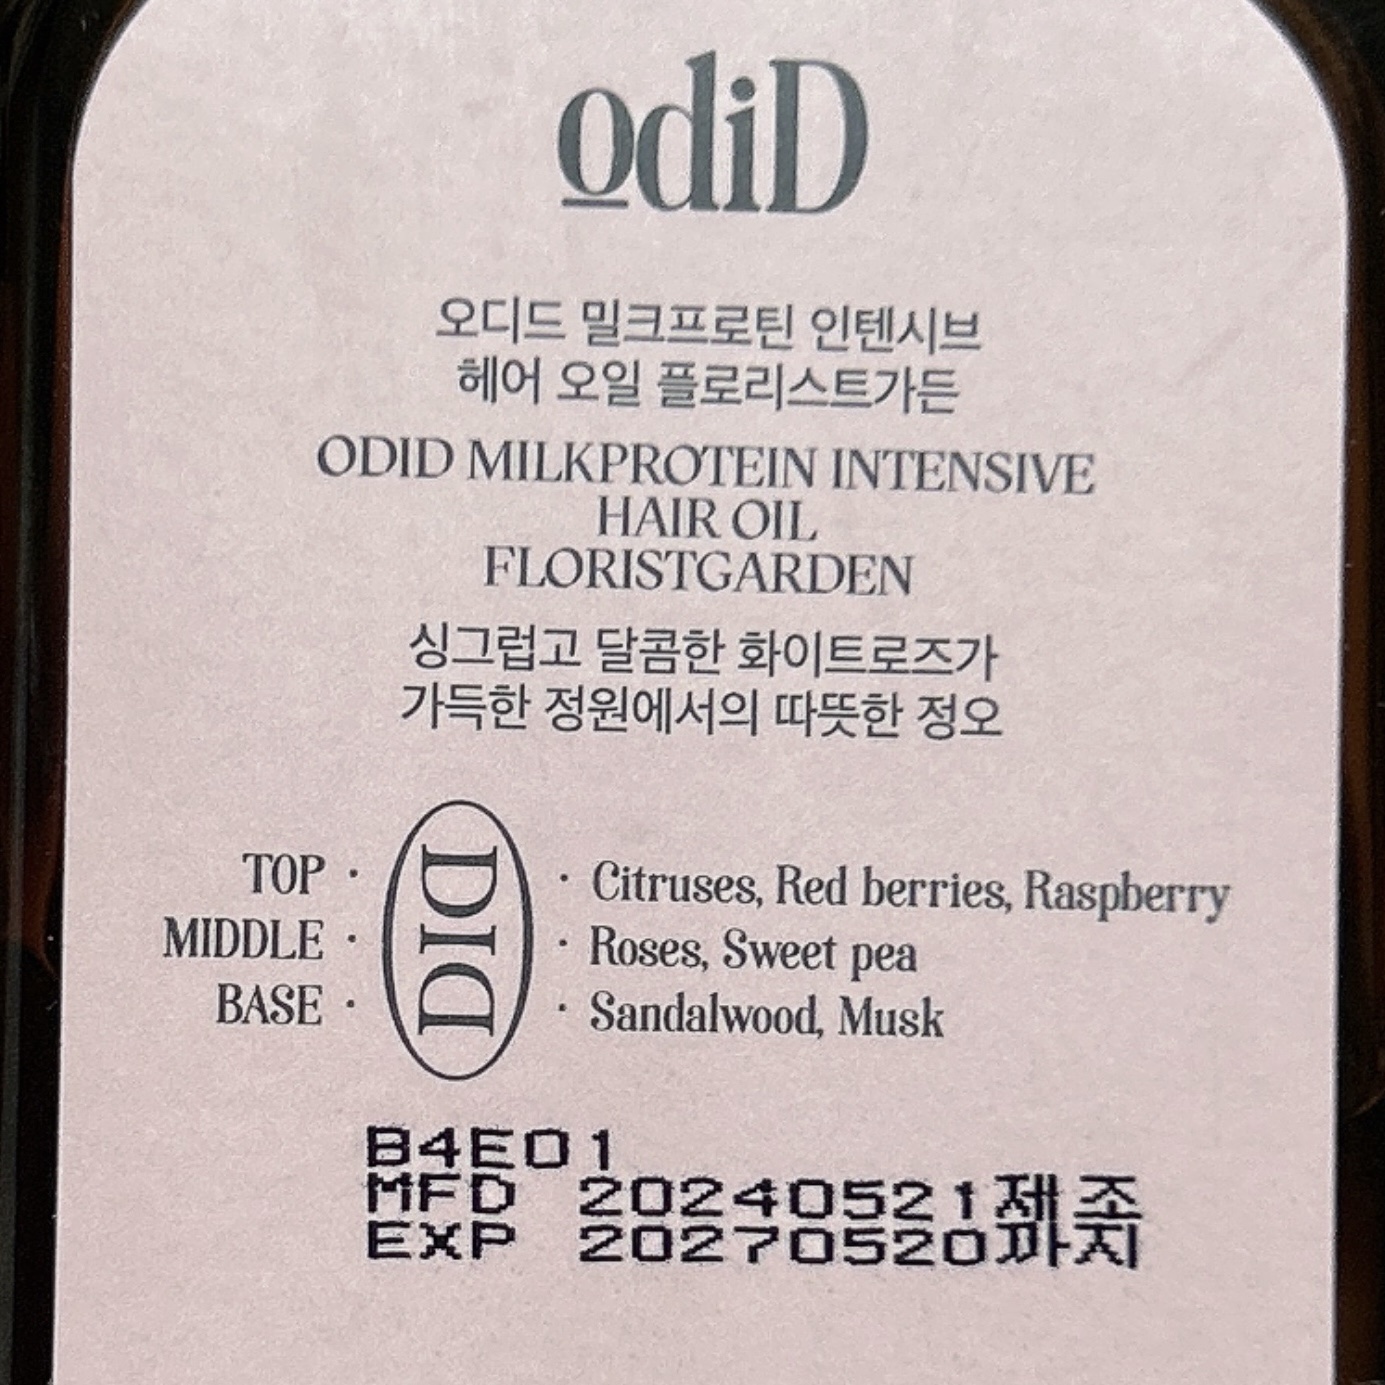 odiD
오디드 밀크프로틴 인텐시브
헤어 오일 플로리스트가든
ODID MILKPROTEIN INTENSIVE
HAIR OIL
FLORISTGARDEN
싱그럽고 달콤한 화이트로즈가
가득한 정원에서의 따뜻한 정오
DID
TOP · · Citruses, Red berries, Raspberry
MIDDLE · · Roses, Sweet pea
BASE · · Sandalwood, Musk
B4E01
MFD 20240521제조
EXP 20270520까지